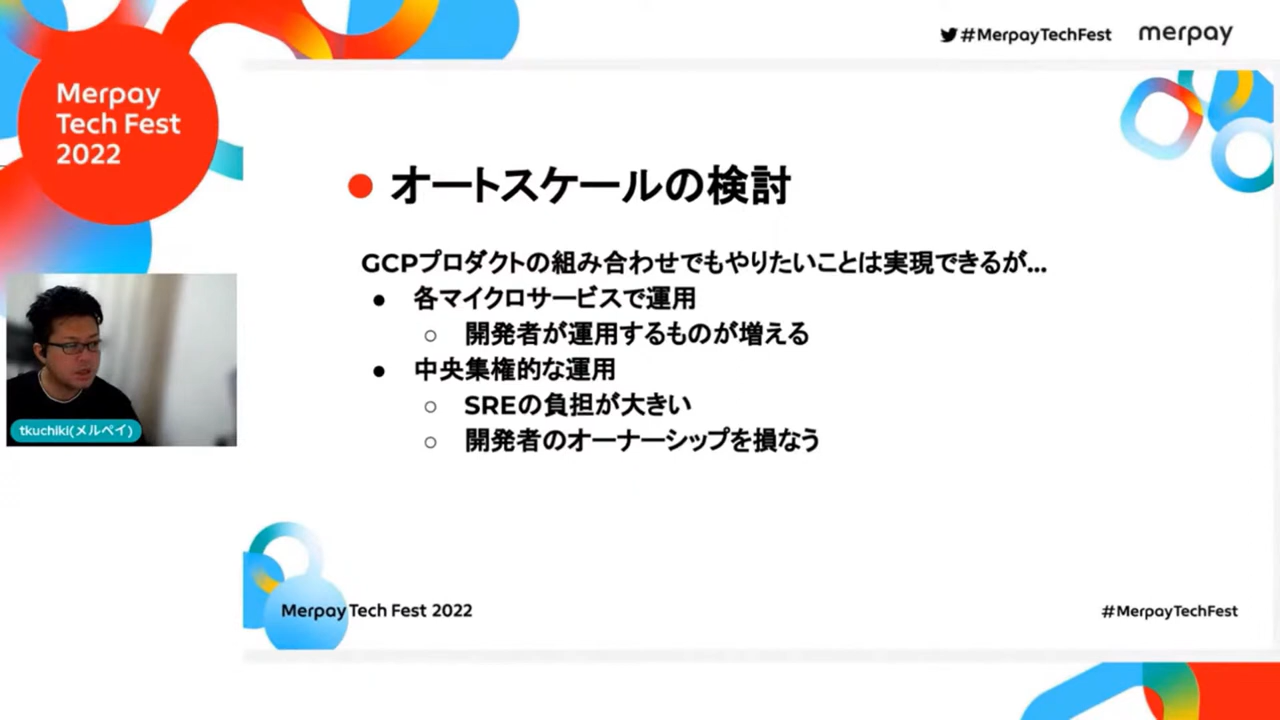 #MerpayTechFest merpay
Merpay
Tech Fest
2022
オートスケールの検討
GCPプロダクトの組み合わせでもやりたいことは実現できるが...
● 各マイクロサービスで運用
○ 開発者が運用するものが増える
● 中央集権的な運用
○ SREの負担が大きい
○ 開発者のオーナーシップを損なう
tkuchiki(メルペイ)
Merpay Tech Fest 2022
#MerpayTechFest